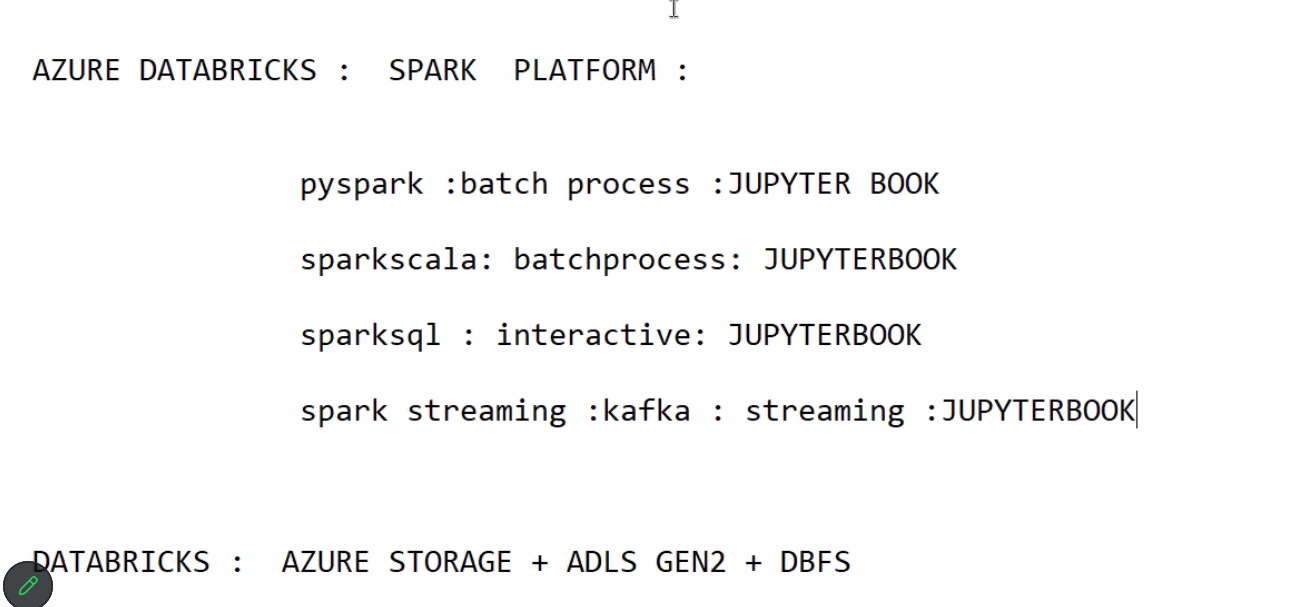 AZURE DATABRICKS :  SPARK  PLATFORM :
pyspark :batch process :JUPYTER BOOK
sparkscala: batchprocess: JUPYTERBOOK
sparksql : interactive: JUPYTERBOOK
spark streaming :kafka : streaming :JUPYTERBOOK
DATABRICKS :  AZURE STORAGE + ADLS GEN2 + DBFS